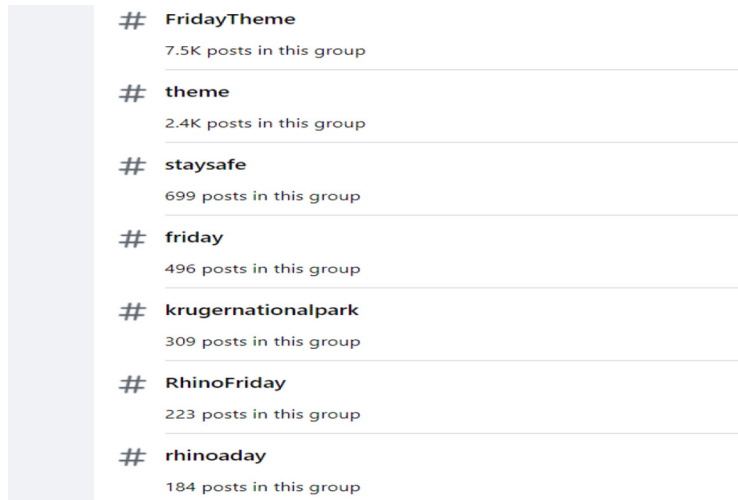 # FridayTheme
7.5K posts in this group
# theme
2.4K posts in this group
# staysafe
699 posts in this group
# friday
496 posts in this group
# krugernationalpark
309 posts in this group
# RhinoFriday
223 posts in this group
# rhinoaday
184 posts in this group